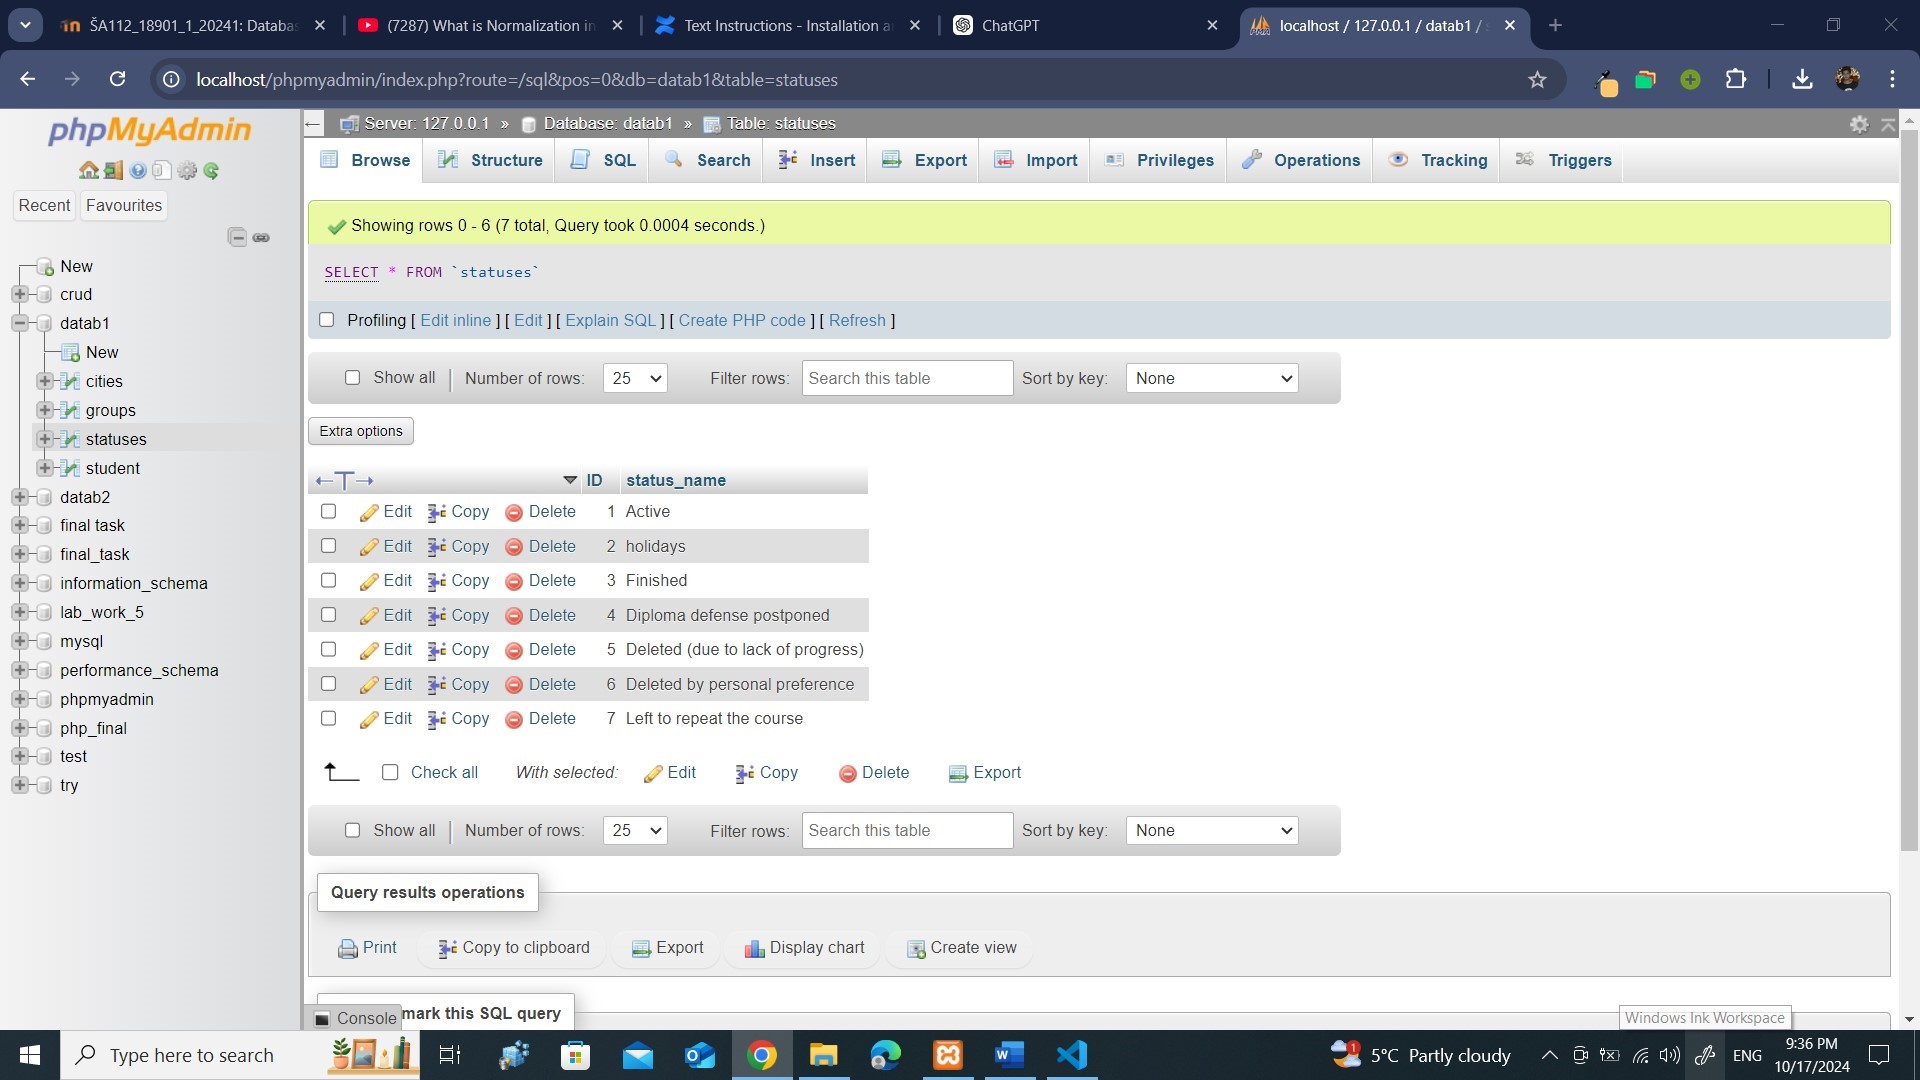 ŠA112_18901_1_20241: Databas
(7287) What is Normalization in
Text Instructions - Installation a
ChatGPT
localhost / 127.0.0.1 / datab1 / s
localhost/phpmyadmin/index.php?route=/sql&pos=0&db=datab1&table=statuses
phpMyAdmin
Recent Favourites
New
crud
datab1
New
cities
groups
statuses
student
datab2
final task
final_task
information_schema
lab_work_5
mysql
performance_schema
phpmyadmin
php_final
test
try
Server: 127.0.0.1 » Database: datab1 » Table: statuses
Browse Structure SQL Search Insert Export Import Privileges Operations Tracking Triggers
Showing rows 0 - 6 (7 total, Query took 0.0004 seconds.)
SELECT * FROM `statuses`
Profiling [ Edit inline ] [ Edit ] [ Explain SQL ] [ Create PHP code ] [ Refresh ]
Show all | Number of rows: 25 Filter rows: Search this table Sort by key: None
Extra options
←T→ ID status_name
Edit Copy Delete 1 Active
Edit Copy Delete 2 holidays
Edit Copy Delete 3 Finished
Edit Copy Delete 4 Diploma defense postponed
Edit Copy Delete 5 Deleted (due to lack of progress)
Edit Copy Delete 6 Deleted by personal preference
Edit Copy Delete 7 Left to repeat the course
Check all With selected: Edit Copy Delete Export
Show all | Number of rows: 25 Filter rows: Search this table Sort by key: None
Query results operations
Print Copy to clipboard Export Display chart Create view
Console mark this SQL query
Windows Ink Workspace
Type here to search
1 5°C Partly cloudy
ENG
9:36 PM
10/17/2024